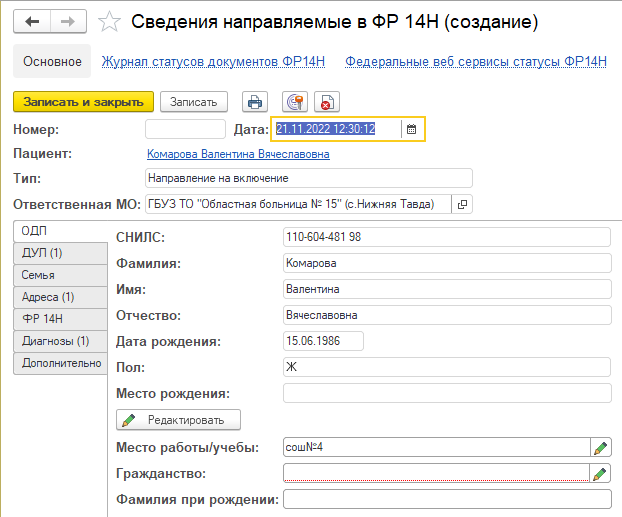 Сведения направляемые в ФР 14Н (создание)
Основное Журнал статусов документов ФР14Н Федеральные веб сервисы статусы ФР14Н
Записать и закрыть Записать
Номер: Дата: 21.11.2022 12:30:12
Пациент: Комарова Валентина Вячеславовна
Тип: Направление на включение
Ответственная МО: ГБУЗ ТО "Областная больница № 15" (с.Нижняя Тавда)
ОДП
ДУЛ (1)
Семья
Адреса (1)
ФР 14Н
Диагнозы (1)
Дополнительно
СНИЛС: 110-604-481 98
Фамилия: Комарова
Имя: Валентина
Отчество: Вячеславовна
Дата рождения: 15.06.1986
Пол: Ж
Место рождения:
Редактировать
Место работы/учебы: сош№4
Гражданство:
Фамилия при рождении: